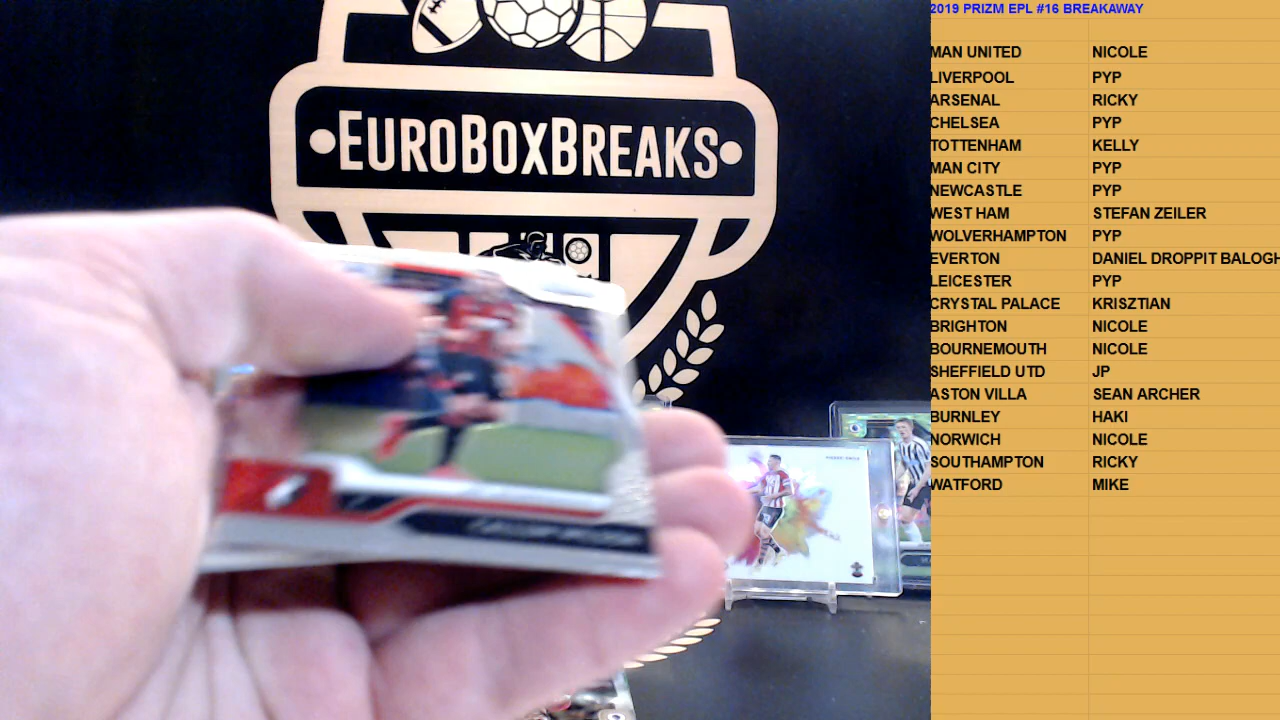 EUROBOXBREAKS
2019 PRIZM EPL #16 BREAKAWAY
MAN UNITED NICOLE
LIVERPOOL PYP
ARSENAL RICKY
CHELSEA PYP
TOTTENHAM KELLY
MAN CITY PYP
NEWCASTLE PYP
WEST HAM STEFAN ZEILER
WOLVERHAMPTON PYP
EVERTON DANIEL DROPPIT BALOGH
LEICESTER PYP
CRYSTAL PALACE KRISZTIAN
BRIGHTON NICOLE
BOURNEMOUTH NICOLE
SHEFFIELD UTD JP
ASTON VILLA SEAN ARCHER
BURNLEY HAKI
NORWICH NICOLE
SOUTHAMPTON RICKY
WATFORD MIKE